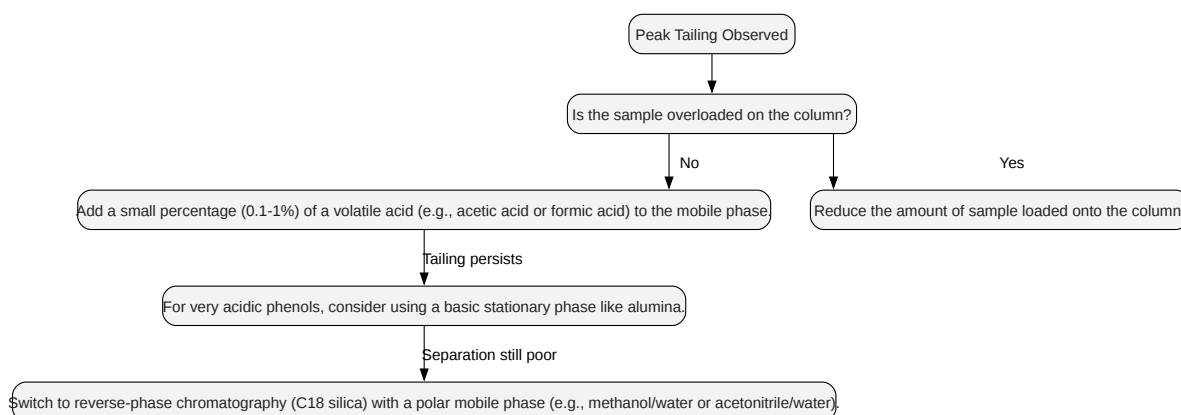 Peak Tailing Observed
Is the sample overloaded on the column?
No
Yes
Add a small percentage (0.1-1%) of a volatile acid (e.g., acetic acid or formic acid) to the mobile phase.
Reduce the amount of sample loaded onto the column
Tailing persists
For very acidic phenols, consider using a basic stationary phase like alumina.
Separation still poor
Switch to reverse-phase chromatography (C18 silica) with a polar mobile phase (e.g., methanol/water or acetonitrile/water).